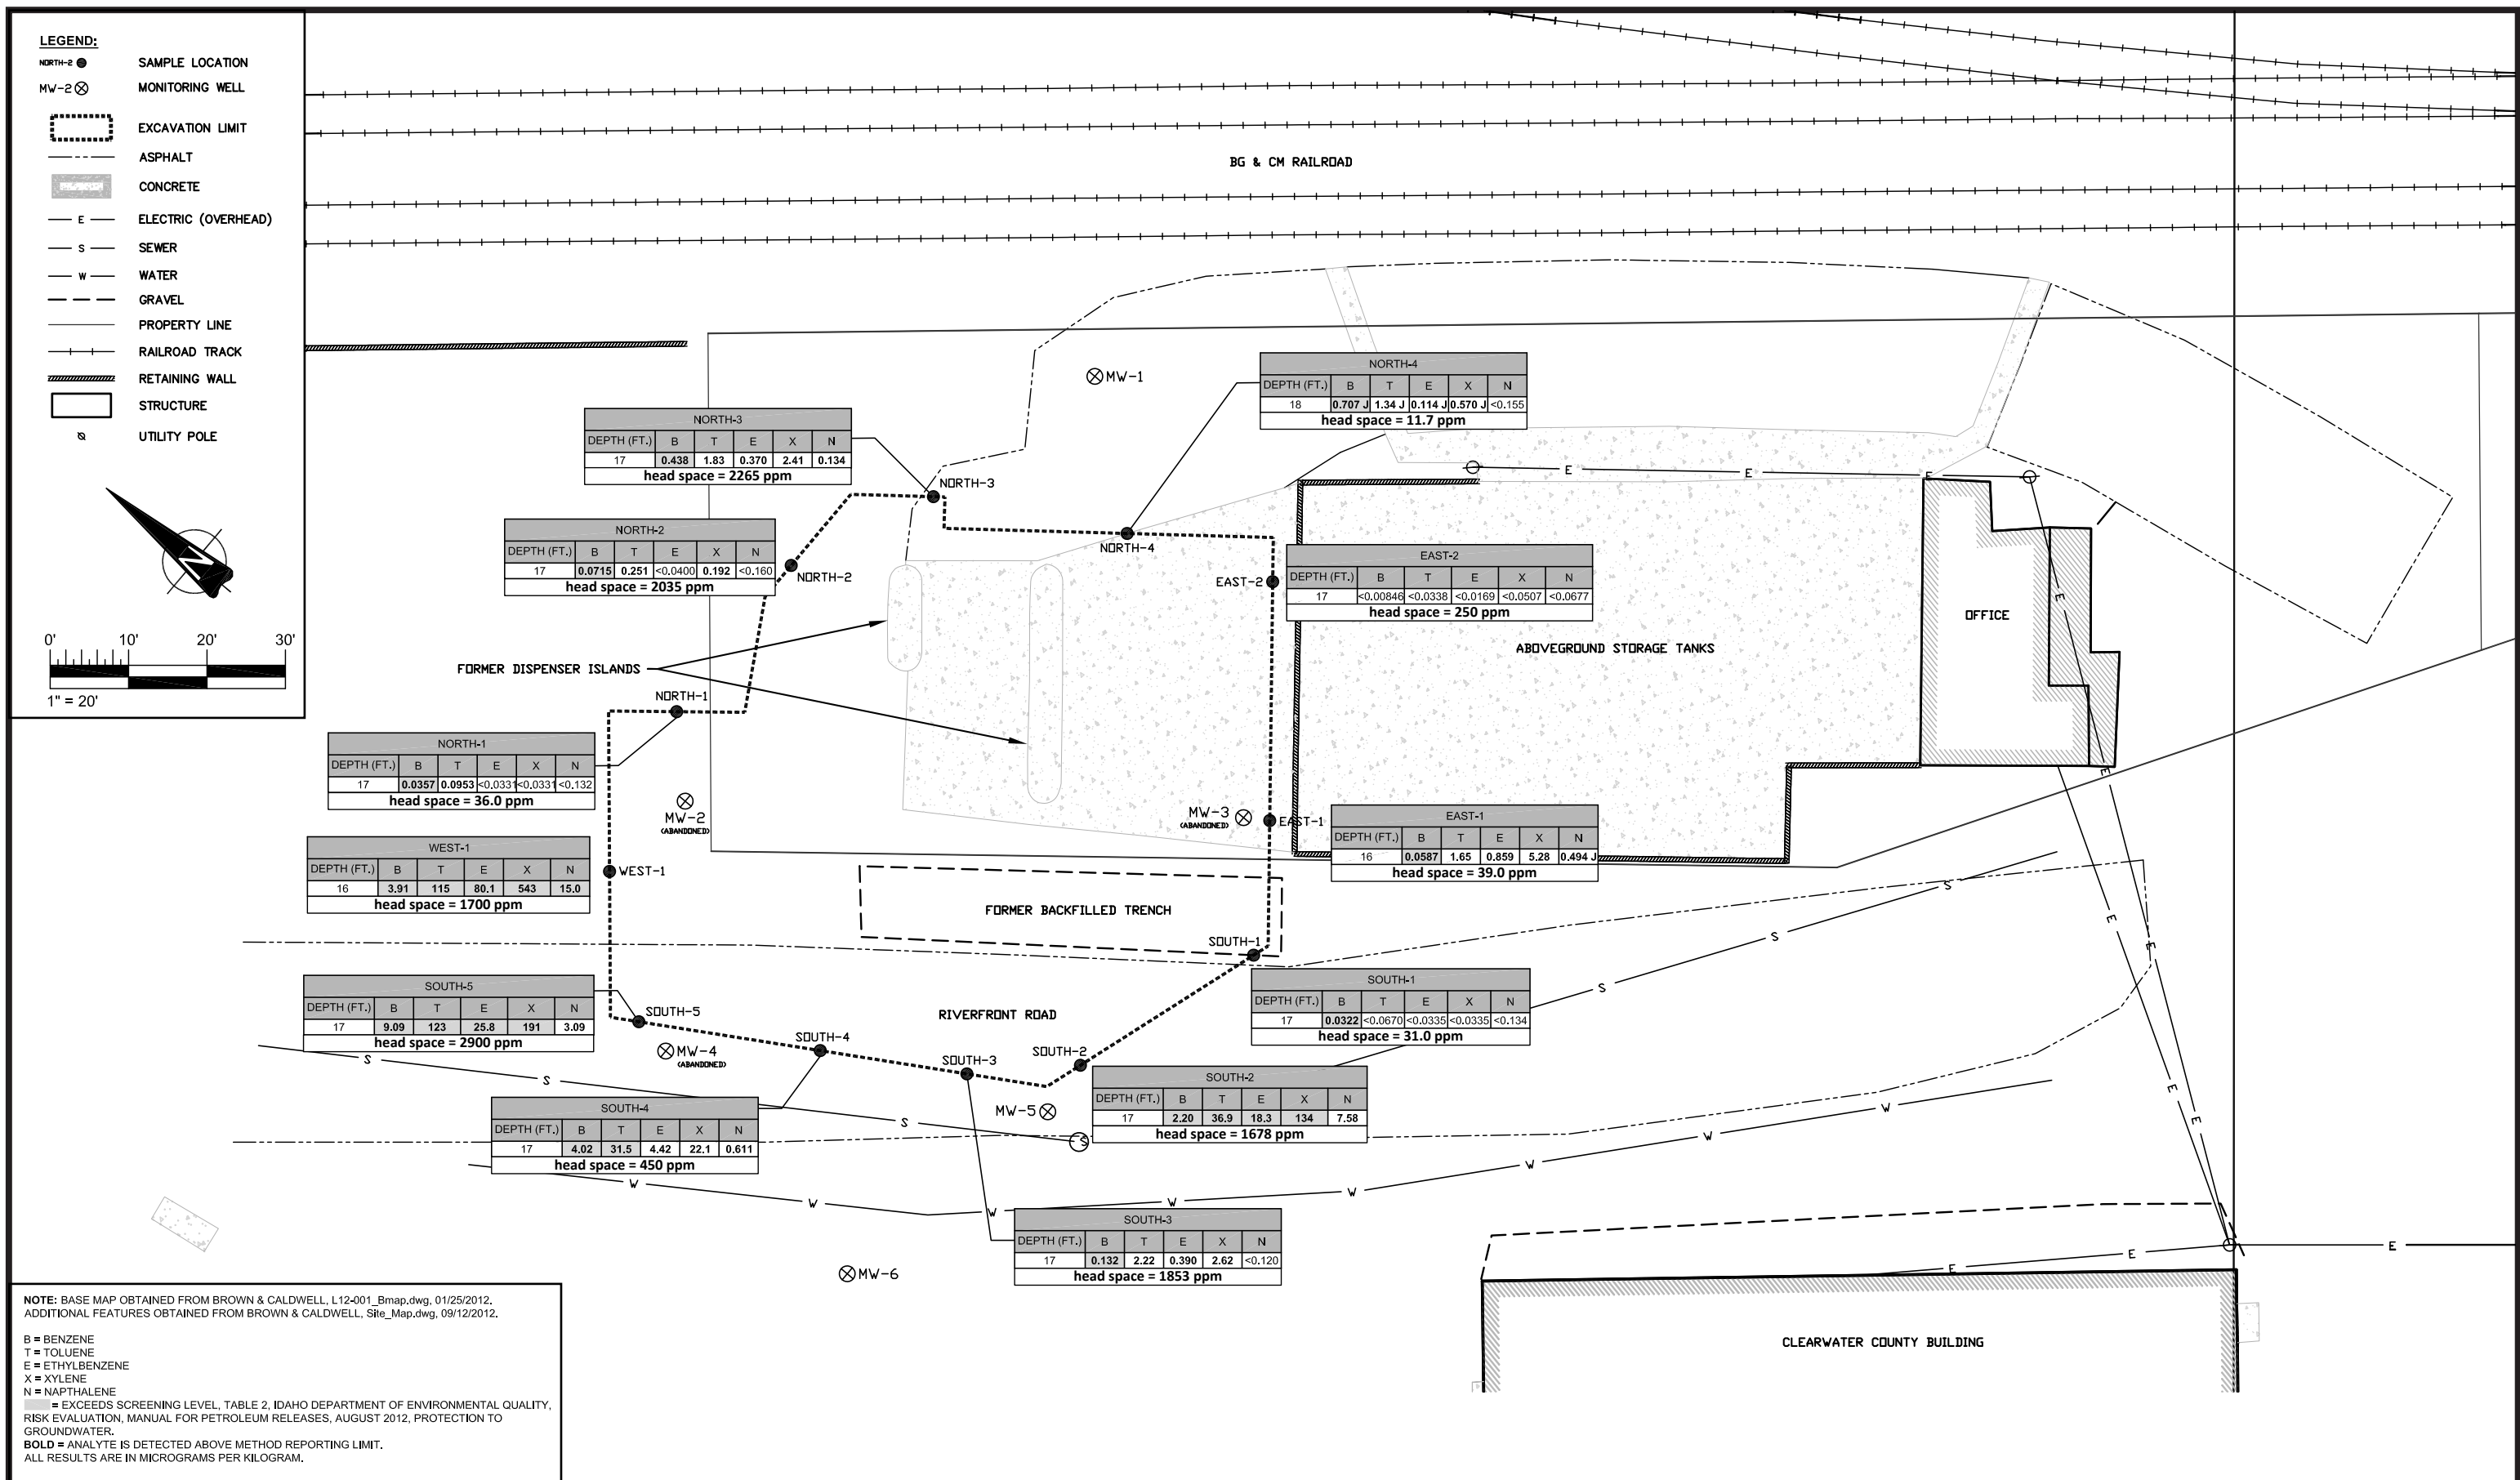 LEGEND:
NORTH-2 SAMPLE LOCATION
MW-2 MONITORING WELL
EXCAVATION LIMIT
ASPHALT
CONCRETE
E ELECTRIC (OVERHEAD)
S SEWER
W WATER
GRAVEL
PROPERTY LINE
RAILROAD TRACK
RETAINING WALL
STRUCTURE
UTILITY POLE
N
0' 10' 20' 30'
1" = 20'
BG & CM RAILROAD
MW-1
NORTH-4
DEPTH (FT.) B T E X N
18 0.707 J 1.34 J 0.114 J 0.570 J <0.155
head space = 11.7 ppm
NORTH-3
DEPTH (FT.) B T E X N
17 0.438 1.83 0.370 2.41 0.134
head space = 2265 ppm
NORTH-3
E E E
NORTH-2
DEPTH (FT.) B T E X N
17 0.0715 0.251 <0.0400 0.192 <0.160
head space = 2035 ppm
NORTH-2
NORTH-4
EAST-2
EAST-2
DEPTH (FT.) B T E X N
17 <0.00846 <0.0338 <0.0169 <0.0507 <0.0677
head space = 250 ppm
E
OFFICE
ABOVEGROUND STORAGE TANKS
FORMER DISPENSER ISLANDS
NORTH-1
NORTH-1
DEPTH (FT.) B T E X N
17 0.0357 0.0953 <0.0331 <0.0331 <0.132
head space = 36.0 ppm
E
MW-2
(ABANDONED)
MW-3
(ABANDONED)
EAST-1
EAST-1
DEPTH (FT.) B T E X N
16 0.0587 1.65 0.859 5.28 0.494 J
head space = 39.0 ppm
WEST-1
DEPTH (FT.) B T E X N
16 3.91 115 80.1 543 15.0
head space = 1700 ppm
WEST-1
S
FORMER BACKFILLED TRENCH
E
S
SOUTH-1
E
SOUTH-1
DEPTH (FT.) B T E X N
17 0.0322 <0.0670 <0.0335 <0.0335 <0.134
head space = 31.0 ppm
S
SOUTH-5
DEPTH (FT.) B T E X N
17 9.09 123 25.8 191 3.09
head space = 2900 ppm
SOUTH-5
RIVERFRONT ROAD
SOUTH-4
MW-4
(ABANDONED)
SOUTH-3
SOUTH-2
S
S
SOUTH-2
DEPTH (FT.) B T E X N
17 2.20 36.9 18.3 134 7.58
head space = 1678 ppm
E
W
E
MW-5
S
SOUTH-4
DEPTH (FT.) B T E X N
17 4.02 31.5 4.42 22.1 0.611
head space = 450 ppm
S
W
W
W
W
W
W
W
SOUTH-3
DEPTH (FT.) B T E X N
17 0.132 2.22 0.390 2.62 <0.120
head space = 1853 ppm
MW-6
E
E
E
CLEARWATER COUNTY BUILDING
NOTE: BASE MAP OBTAINED FROM BROWN & CALDWELL, L12-001_Bmap.dwg, 01/25/2012.
ADDITIONAL FEATURES OBTAINED FROM BROWN & CALDWELL, Site_Map.dwg, 09/12/2012.
B = BENZENE
T = TOLUENE
E = ETHYLBENZENE
X = XYLENE
N = NAPTHALENE
= EXCEEDS SCREENING LEVEL, TABLE 2, IDAHO DEPARTMENT OF ENVIRONMENTAL QUALITY,
RISK EVALUATION, MANUAL FOR PETROLEUM RELEASES, AUGUST 2012, PROTECTION TO
GROUNDWATER.
BOLD = ANALYTE IS DETECTED ABOVE METHOD REPORTING LIMIT.
ALL RESULTS ARE IN MICROGRAMS PER KILOGRAM.